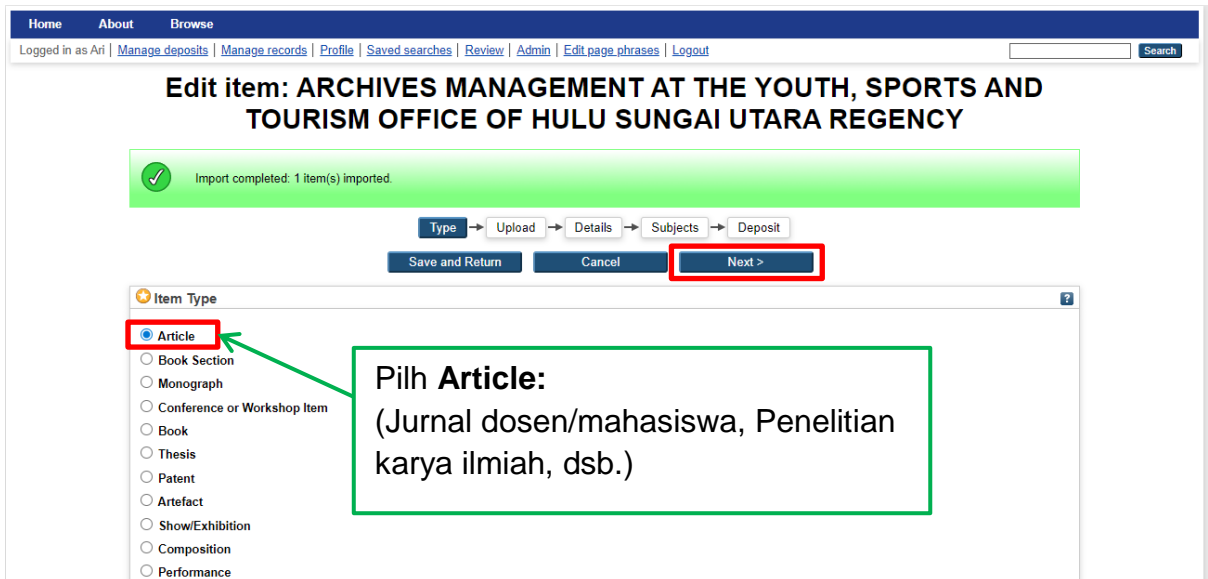 Home About Browse
Logged in as Ari | Manage deposits | Manage records | Profile | Saved searches | Review | Admin | Edit page phrases | Logout Search
Edit item: ARCHIVES MANAGEMENT AT THE YOUTH, SPORTS AND
TOURISM OFFICE OF HULU SUNGAI UTARA REGENCY
Import completed: 1 item(s) imported.
Type Upload Details Subjects Deposit
Save and Return Cancel Next >
Item Type ?
Article
Book Section
Monograph
Conference or Workshop Item
Book
Thesis
Patent
Artefact
Show/Exhibition
Composition
Performance
Pilh Article:
(Jurnal dosen/mahasiswa, Penelitian
karya ilmiah, dsb.)